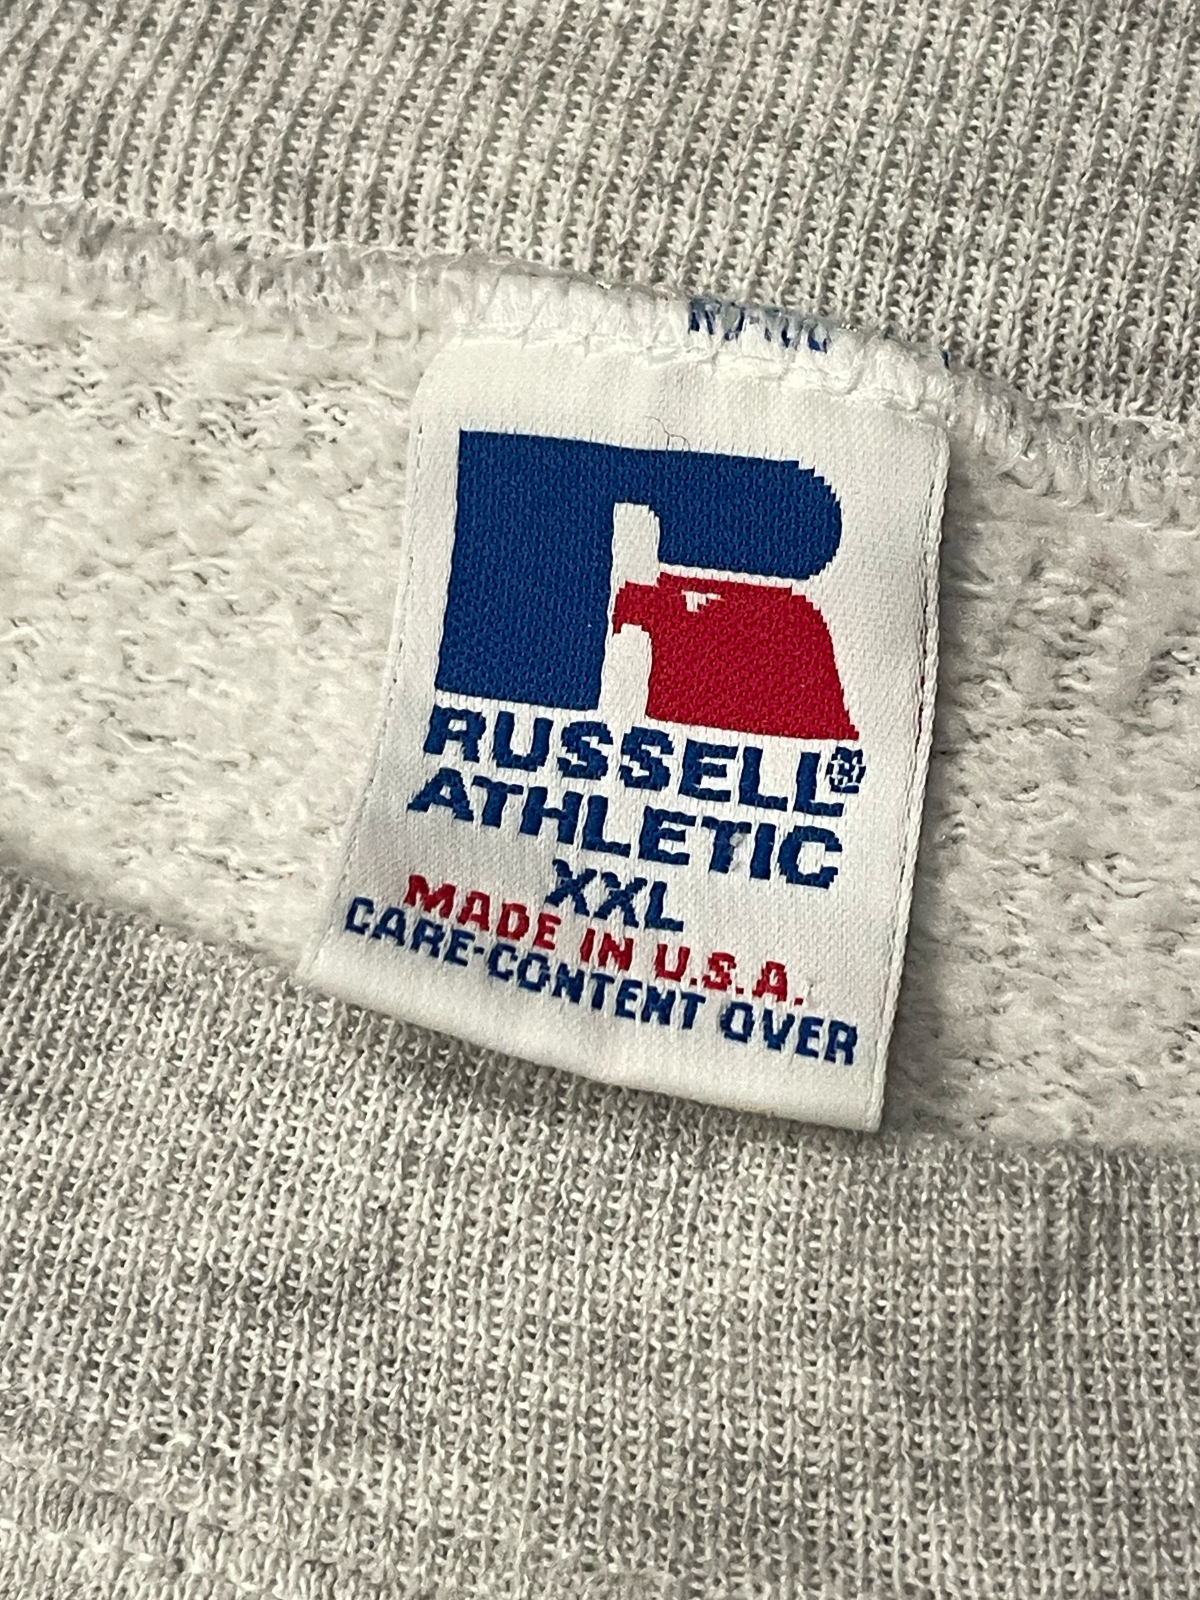 RUSSELL®
ATHLETIC
XXL
MADE IN U.S.A.
CARE-CONTENT OVER